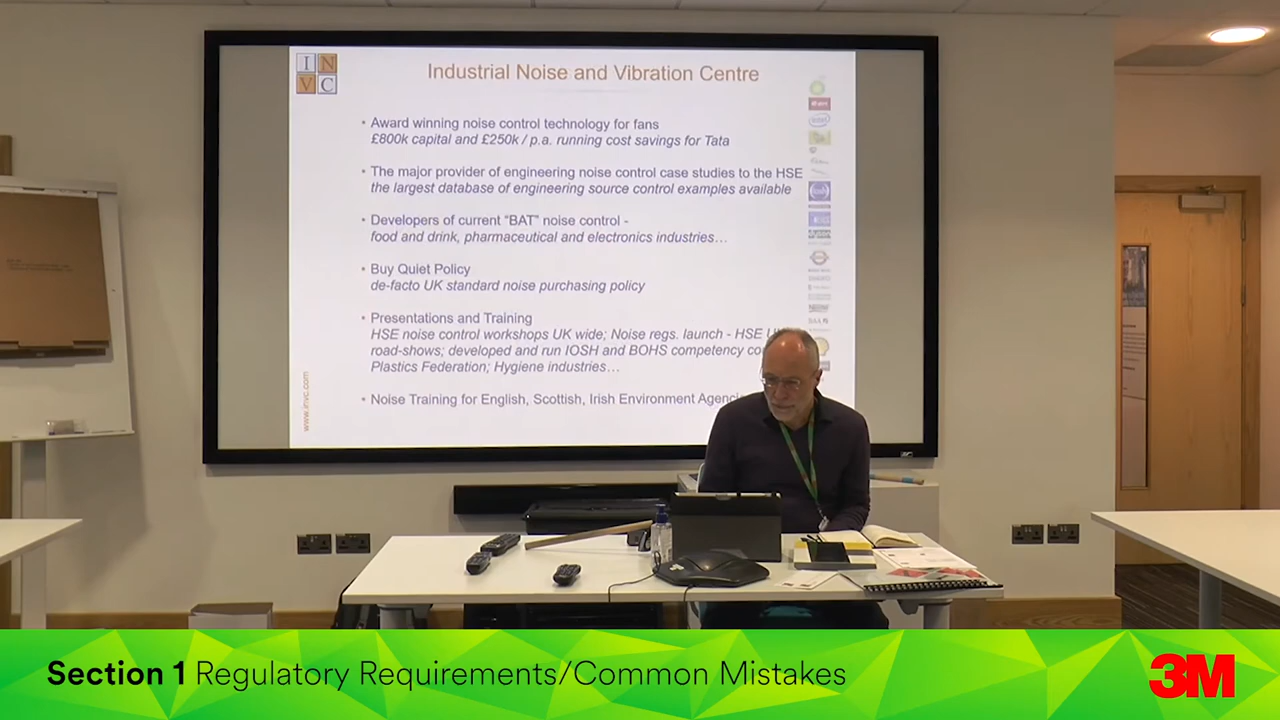 I N
V C
Industrial Noise and Vibration Centre
• Award winning noise control technology for fans
£800k capital and £250k / p.a. running cost savings for Tata
• The major provider of engineering noise control case studies to the HSE
the largest database of engineering source control examples available
• Developers of current "BAT" noise control -
food and drink, pharmaceutical and electronics industries…
• Buy Quiet Policy
de-facto UK standard noise purchasing policy
• Presentations and Training
HSE noise control workshops UK wide; Noise regs. launch - HSE
road-shows; developed and run IOSH and BOHS competency
Plastics Federation; Hygiene industries…
• Noise Training for English, Scottish, Irish Environment
www.invc.com
bp
intel
Section 1 Regulatory Requirements/Common Mistakes
3M